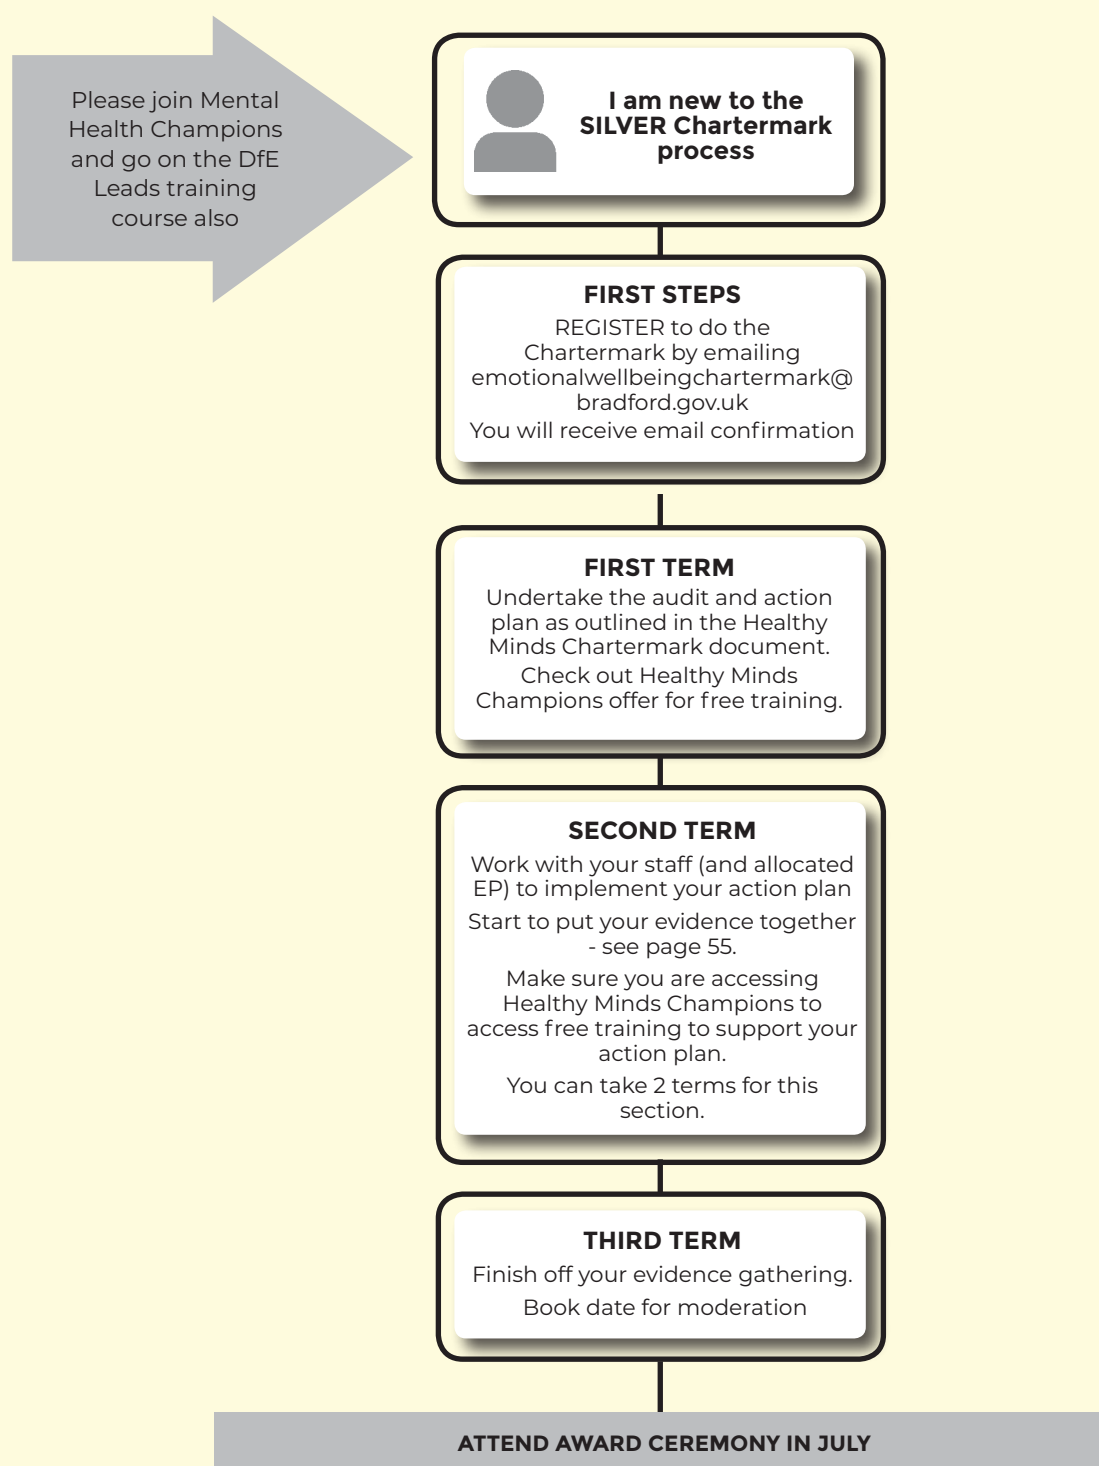 Please join Mental
Health Champions
and go on the DfE
Leads training
course also
I am new to the
SILVER Chartermark
process
FIRST STEPS
REGISTER to do the
Chartermark by emailing
emotionalwellbeingchartermark@
bradford.gov.uk
You will receive email confirmation
FIRST TERM
Undertake the audit and action
plan as outlined in the Healthy
Minds Chartermark document.
Check out Healthy Minds
Champions offer for free training.
SECOND TERM
Work with your staff (and allocated
EP) to implement your action plan
Start to put your evidence together
- see page 55.
Make sure you are accessing
Healthy Minds Champions to
access free training to support your
action plan.
You can take 2 terms for this
section.
THIRD TERM
Finish off your evidence gathering.
Book date for moderation
ATTEND AWARD CEREMONY IN JULY